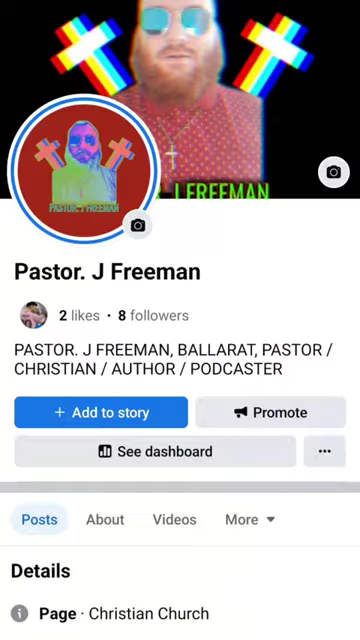 . J FREEMAN
PASTOR. J FREEMAN
Pastor. J Freeman
2 likes • 8 followers
PASTOR. J FREEMAN, BALLARAT, PASTOR /
CHRISTIAN / AUTHOR / PODCASTER
+ Add to story
Promote
See dashboard
...
Posts About Videos More
Details
Page · Christian Church